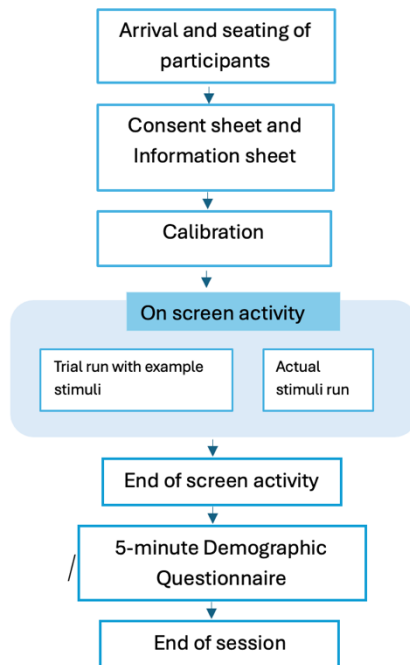 Arrival and seating of
participants
Consent sheet and
Information sheet
Calibration
On screen activity
Trial run with example
stimuli
Actual
stimuli run
End of screen activity
/
5-minute Demographic
Questionnaire
End of session